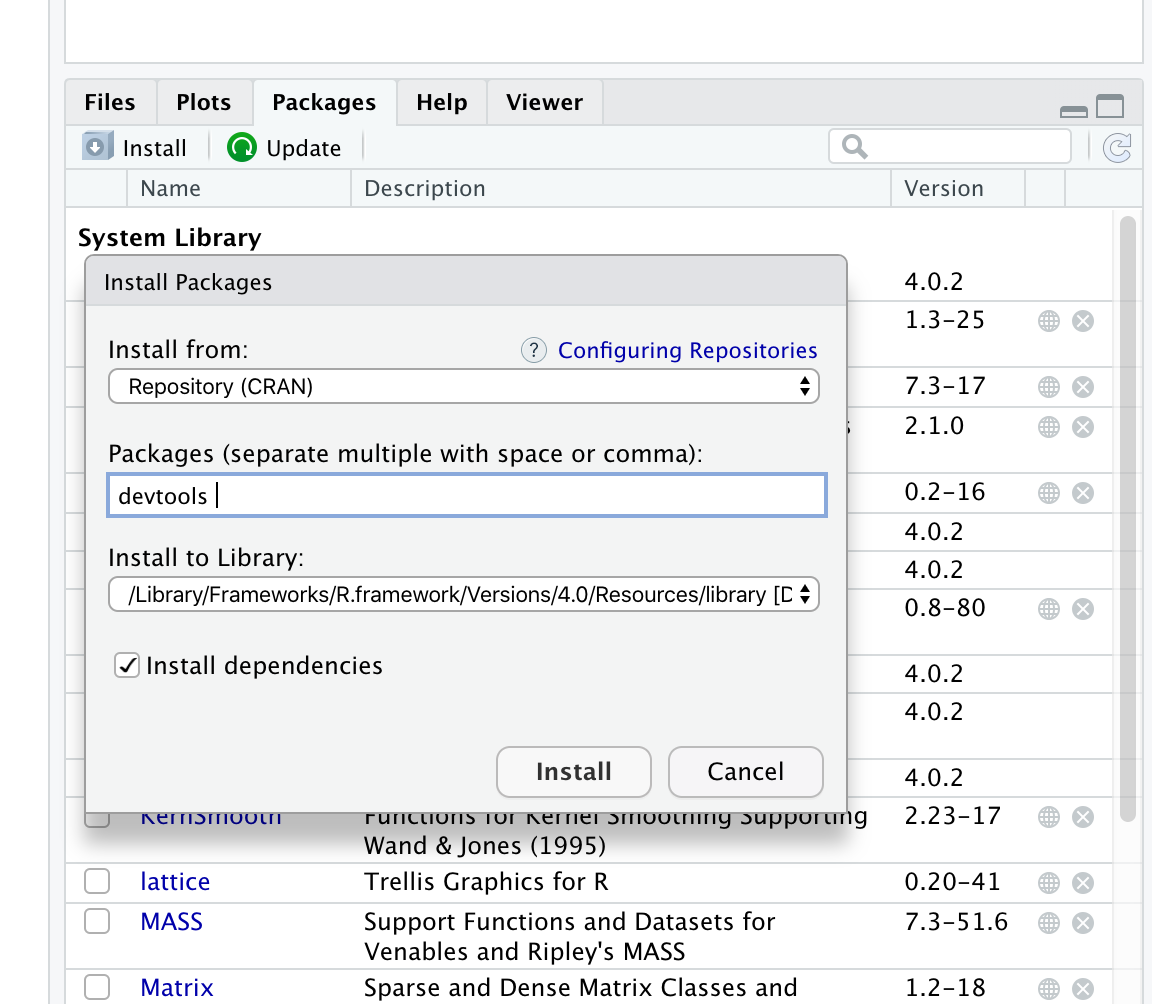 Files Plots Packages Help Viewer
Install Update
Name Description Version
System Library
Install Packages
4.0.2
1.3-25
Install from: ? Configuring Repositories
Repository (CRAN)
7.3-17
2.1.0
Packages (separate multiple with space or comma):
devtools
0.2-16
4.0.2
Install to Library:
4.0.2
/Library/Frameworks/R.framework/Versions/4.0/Resources/library [D
0.8-80
Install dependencies
4.0.2
4.0.2
Install Cancel
4.0.2
KernSmooth Functions for Kernel Smoothing Supporting 2.23-17
Wand & Jones (1995)
lattice Trellis Graphics for R 0.20-41
MASS Support Functions and Datasets for 7.3-51.6
Venables and Ripley's MASS
Matrix Sparse and Dense Matrix Classes and 1.2-18